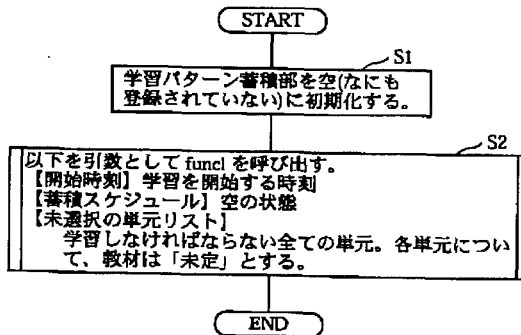 START
S1
学習パターン蓄積部を空(なにも
登録されていない)に初期化する。
S2
以下を引数として func1 を呼び出す。
【開始時刻】学習を開始する時刻
【蓄積スケジュール】空の状態
【未選択の単元リスト】
学習しなければならない全ての単元。各単元につい
て、教材は「未定」とする。
END